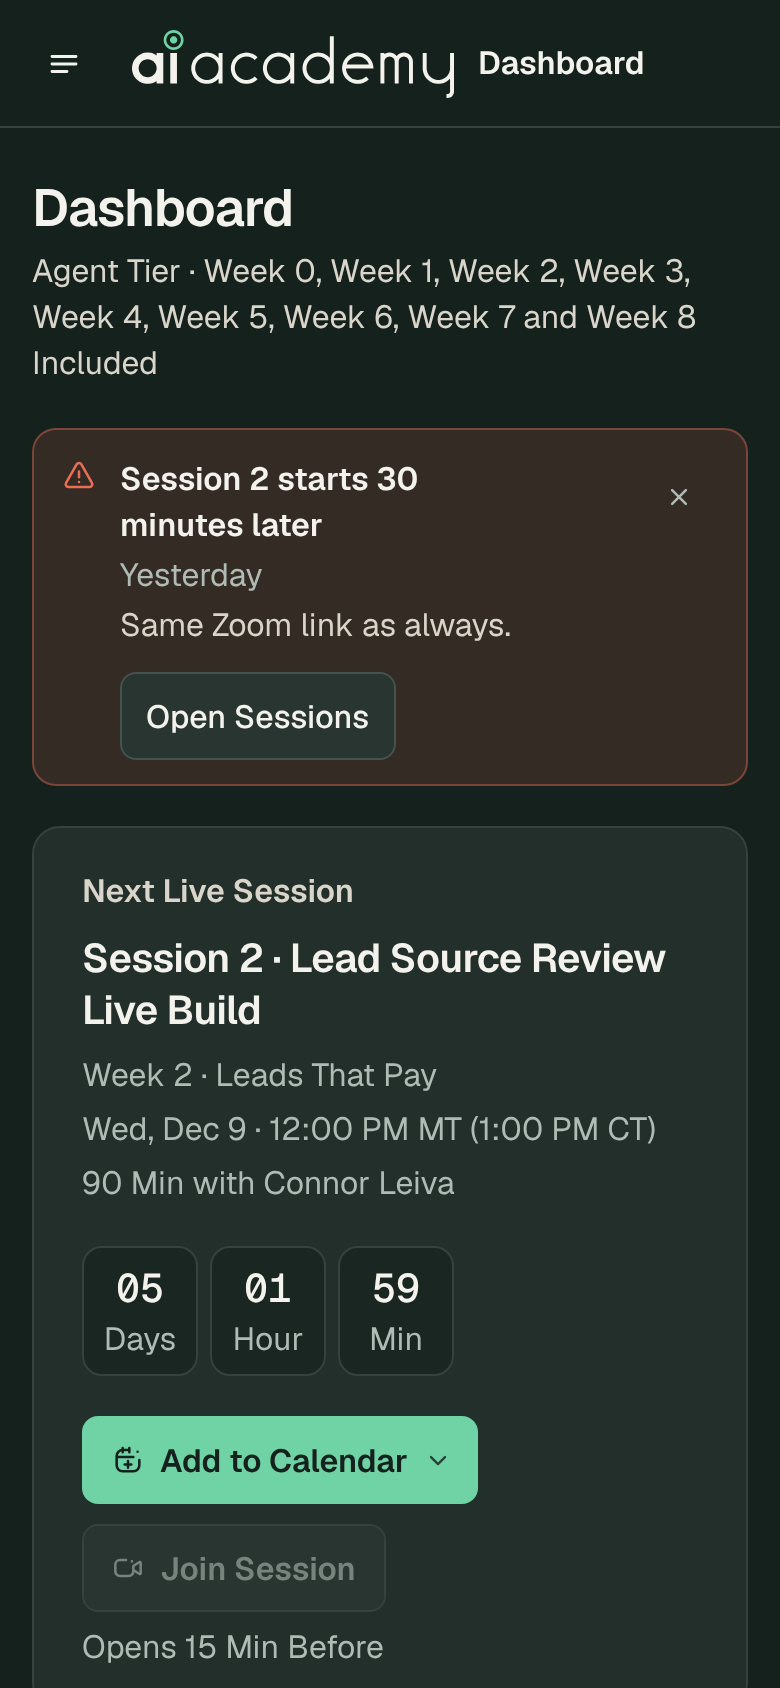 ai academy Dashboard
Dashboard
Agent Tier · Week 0, Week 1, Week 2, Week 3,
Week 4, Week 5, Week 6, Week 7 and Week 8
Included
Session 2 starts 30
minutes later
Yesterday
Same Zoom link as always.
Open Sessions
Next Live Session
Session 2 · Lead Source Review
Live Build
Week 2 · Leads That Pay
Wed, Dec 9 · 12:00 PM MT (1:00 PM CT)
90 Min with Connor Leiva
05 01 59
Days Hour Min
Add to Calendar
Join Session
Opens 15 Min Before